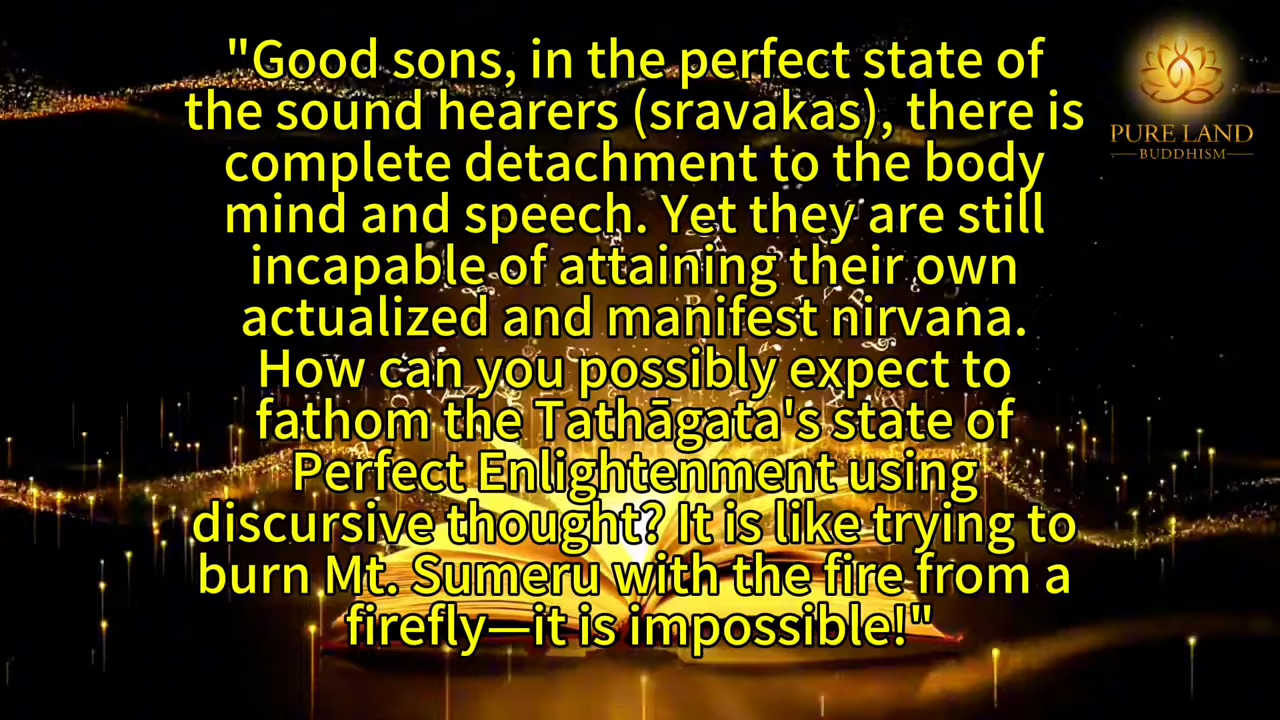 "Good sons, in the perfect state of
the sound hearers (sravakas), there is
complete detachment to the body
mind and speech. Yet they are still
incapable of attaining their own
actualized and manifest nirvana.
How can you possibly expect to
fathom the Tathāgata's state of
Perfect Enlightenment using
discursive thought? It is like trying to
burn Mt. Sumeru with the fire from a
firefly—it is impossible!"
PURE LAND
BUDDHISM